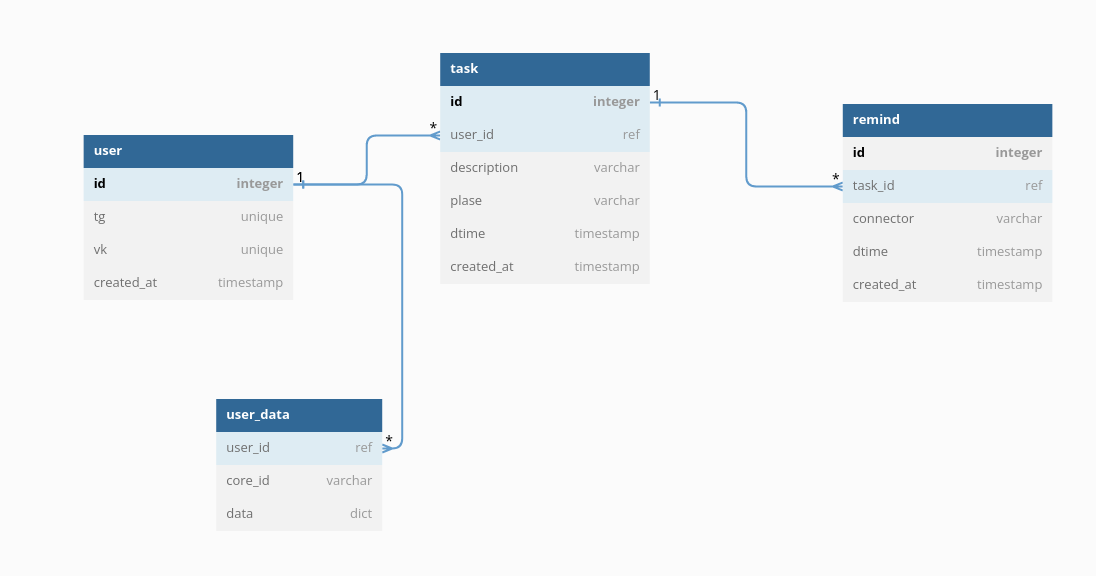 user
id integer
tg unique
vk unique
created_at timestamp
1
*
task
id integer
user_id ref
description varchar
plase varchar
dtime timestamp
created_at timestamp
1
*
remind
id integer
task_id ref
connector varchar
dtime timestamp
created_at timestamp
user_data
*
user_id ref
core_id varchar
data dict